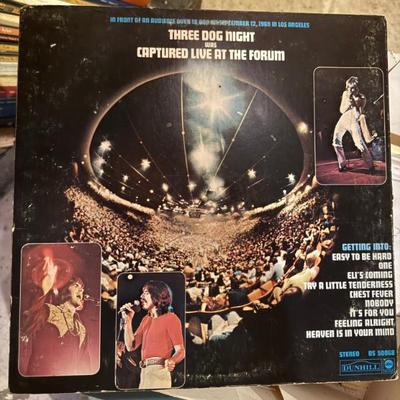 IN FRONT OF AN AUDIENCE OVER 18,000 SEPTEMBER 12, 1969 IN LOS ANGELES
THREE DOG NIGHT
WAS
CAPTURED LIVE AT THE FORUM
GETTING INTO:
EASY TO BE HARD
ONE
ELI'S COMING
TRY A LITTLE TENDERNESS
CHEST FEVER
NOBODY
IT'S FOR YOU
FEELING ALRIGHT
HEAVEN IS IN YOUR MIND
STEREO DS 50068
DUNHILL